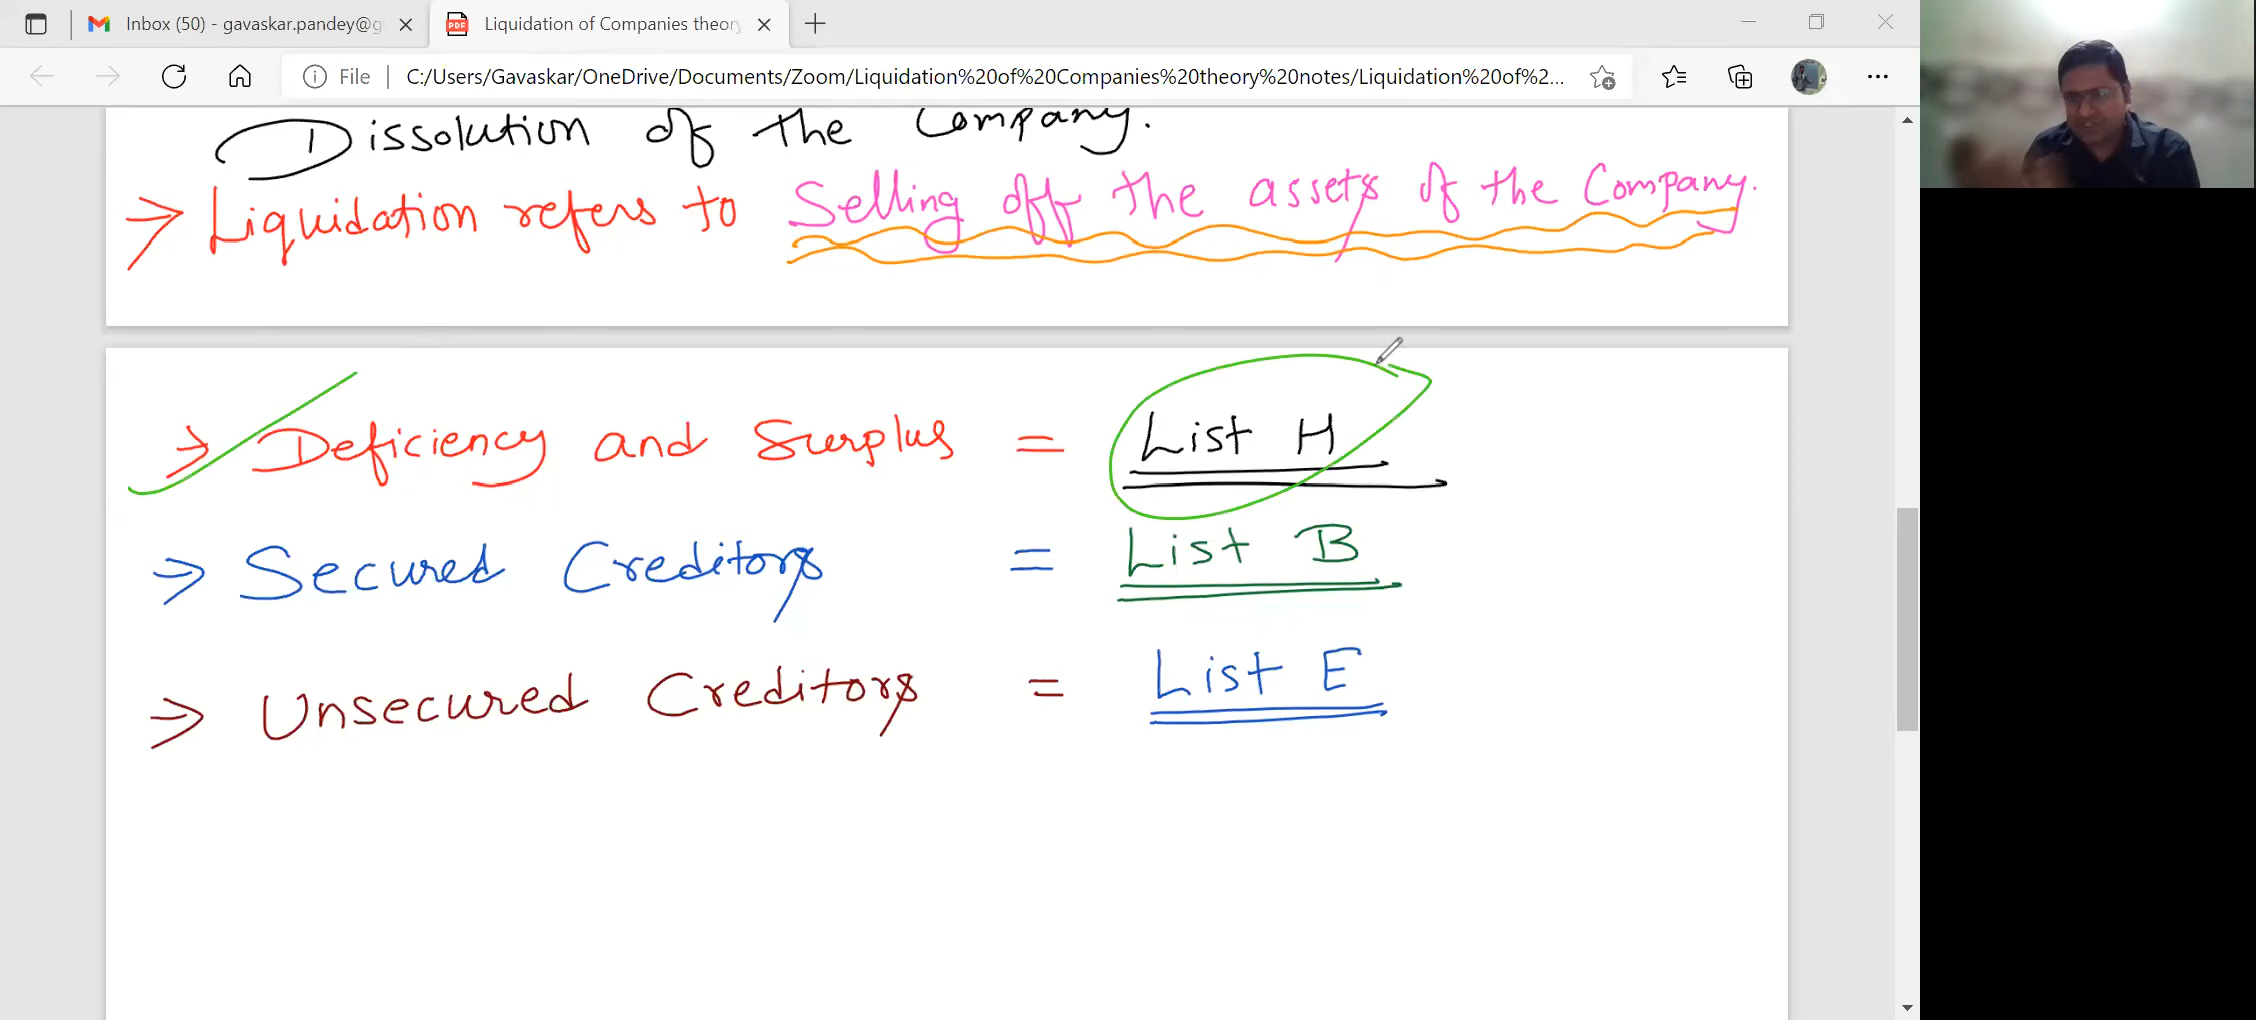 Inbox (50) - gavaskar.pandey@g
Liquidation of Companies theory
File
C:/Users/Gavaskar/OneDrive/Documents/Zoom/Liquidation%20of%20Companies%20theory%20notes/Liquidation%20of%2...
Dissolution of the Company.
=> Liquidation refers to Selling off the assets of the Company.
=> Deficiency and Surplus = List H
=> Secured Creditors = List B
=> Unsecured Creditors = List E